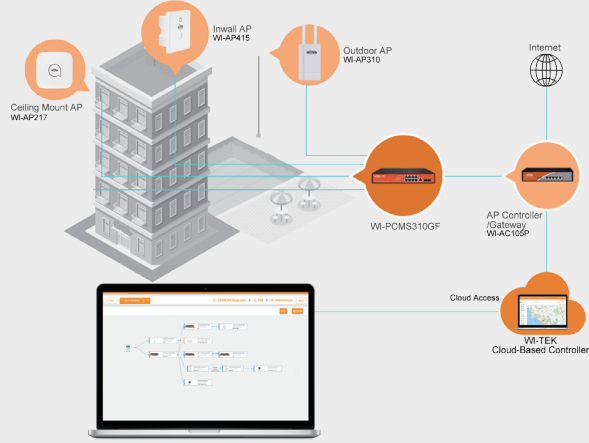 Inwall AP
WI-AP415
Outdoor AP
WI-AP310
Internet
Ceiling Mount AP
WI-AP217
WI-PCMS310GF
AP Controller
/Gateway
WI-AC105P
Cloud Access
WI-TEK
Cloud-Based Controller